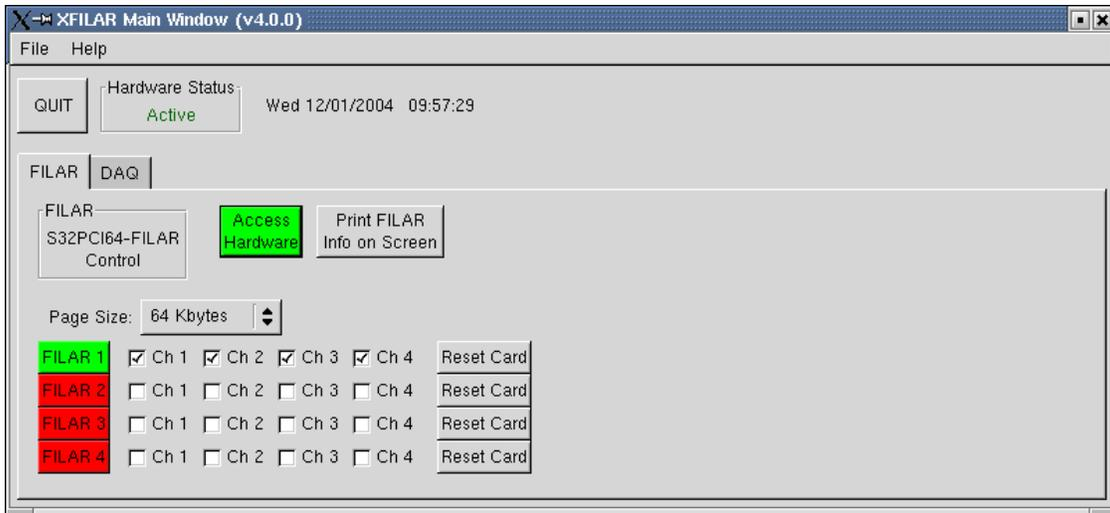 XFILAR Main Window (v4.0.0)
File Help
QUIT
Hardware Status
Active
Wed 12/01/2004 09:57:29
FILAR DAQ
FILAR
S32PCI64-FILAR
Control
Access
Hardware
Print FILAR
Info on Screen
Page Size: 64 Kbytes
FILAR 1 Ch 1 Ch 2 Ch 3 Ch 4 Reset Card
FILAR 2 Ch 1 Ch 2 Ch 3 Ch 4 Reset Card
FILAR 3 Ch 1 Ch 2 Ch 3 Ch 4 Reset Card
FILAR 4 Ch 1 Ch 2 Ch 3 Ch 4 Reset Card